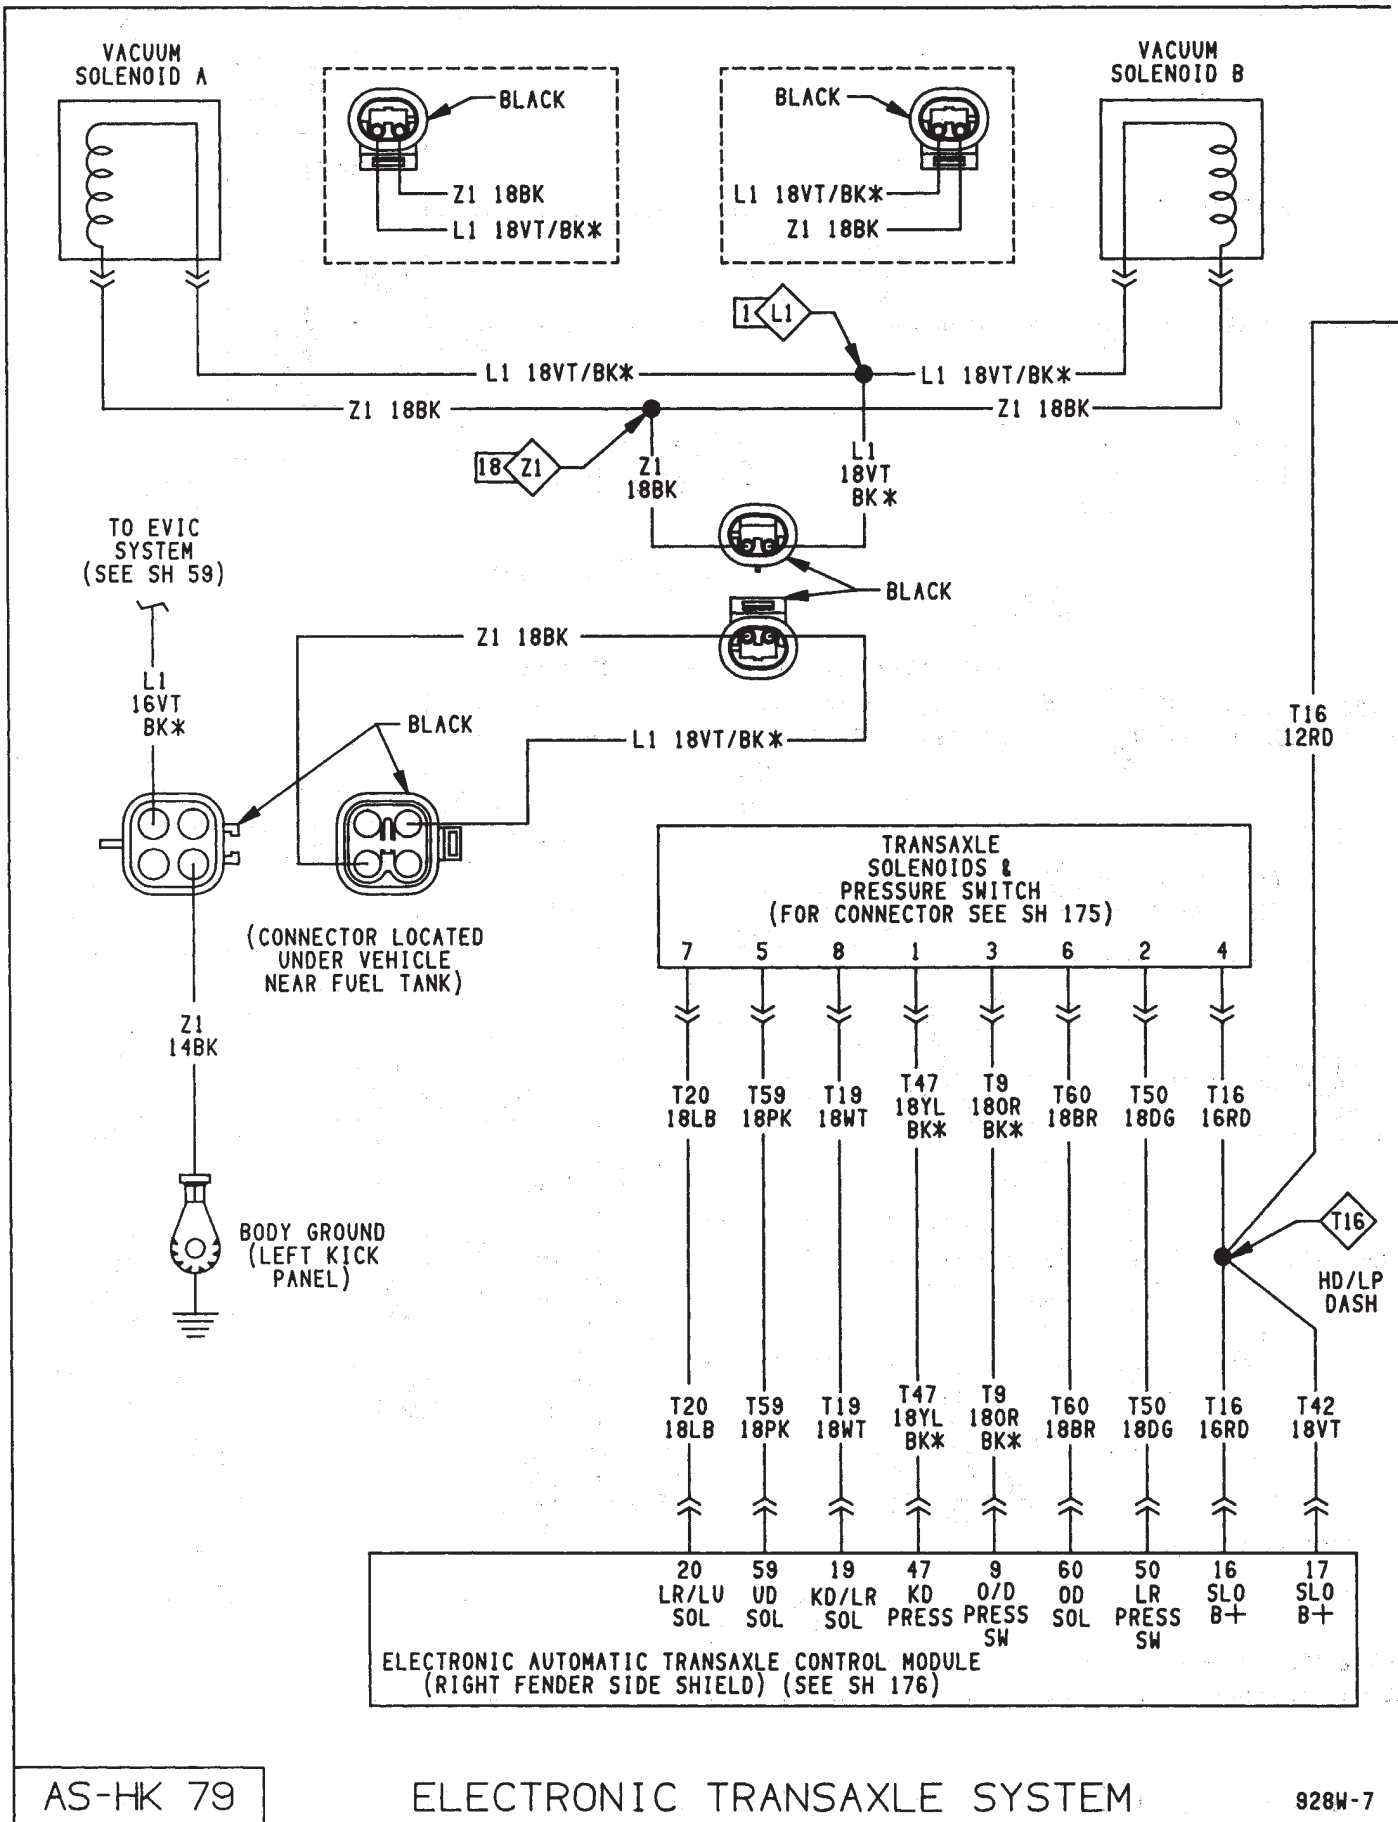 VACUUM
SOLENOID A
VACUUM
SOLENOID B
BLACK
Z1 18BK
L1 18VT/BK*
BLACK
L1 18VT/BK*
Z1 18BK
1 L1
L1 18VT/BK*
L1 18VT/BK*
Z1 18BK
Z1 18BK
18 Z1
Z1
18BK
L1
18VT
BK*
TO EVIC
SYSTEM
(SEE SH 59)
BLACK
Z1 18BK
L1
16VT
BK*
BLACK
L1 18VT/BK*
T16
12RD
(CONNECTOR LOCATED
UNDER VEHICLE
NEAR FUEL TANK)
TRANSAXLE
SOLENOIDS &
PRESSURE SWITCH
(FOR CONNECTOR SEE SH 175)
7 5 8 1 3 6 2 4
Z1
14BK
T20 T59 T19 T47 T9 T60 T50 T16
18LB 18PK 18WT 18YL 18OR 18BR 18DG 16RD
BK* BK*
T16
BODY GROUND
(LEFT KICK
PANEL)
HD/LP
DASH
T20 T59 T19 T47 T9 T60 T50 T16 T42
18LB 18PK 18WT 18YL 18OR 18BR 18DG 16RD 18VT
BK* BK*
20 59 19 47 9 60 50 16 17
LR/LU UD KD/LR KD O/D OD LR SLO SLO
SOL SOL SOL PRESS PRESS SOL PRESS B+ B+
SW SW
ELECTRONIC AUTOMATIC TRANSAXLE CONTROL MODULE
(RIGHT FENDER SIDE SHIELD) (SEE SH 176)
AS-HK 79
ELECTRONIC TRANSAXLE SYSTEM
928W-7